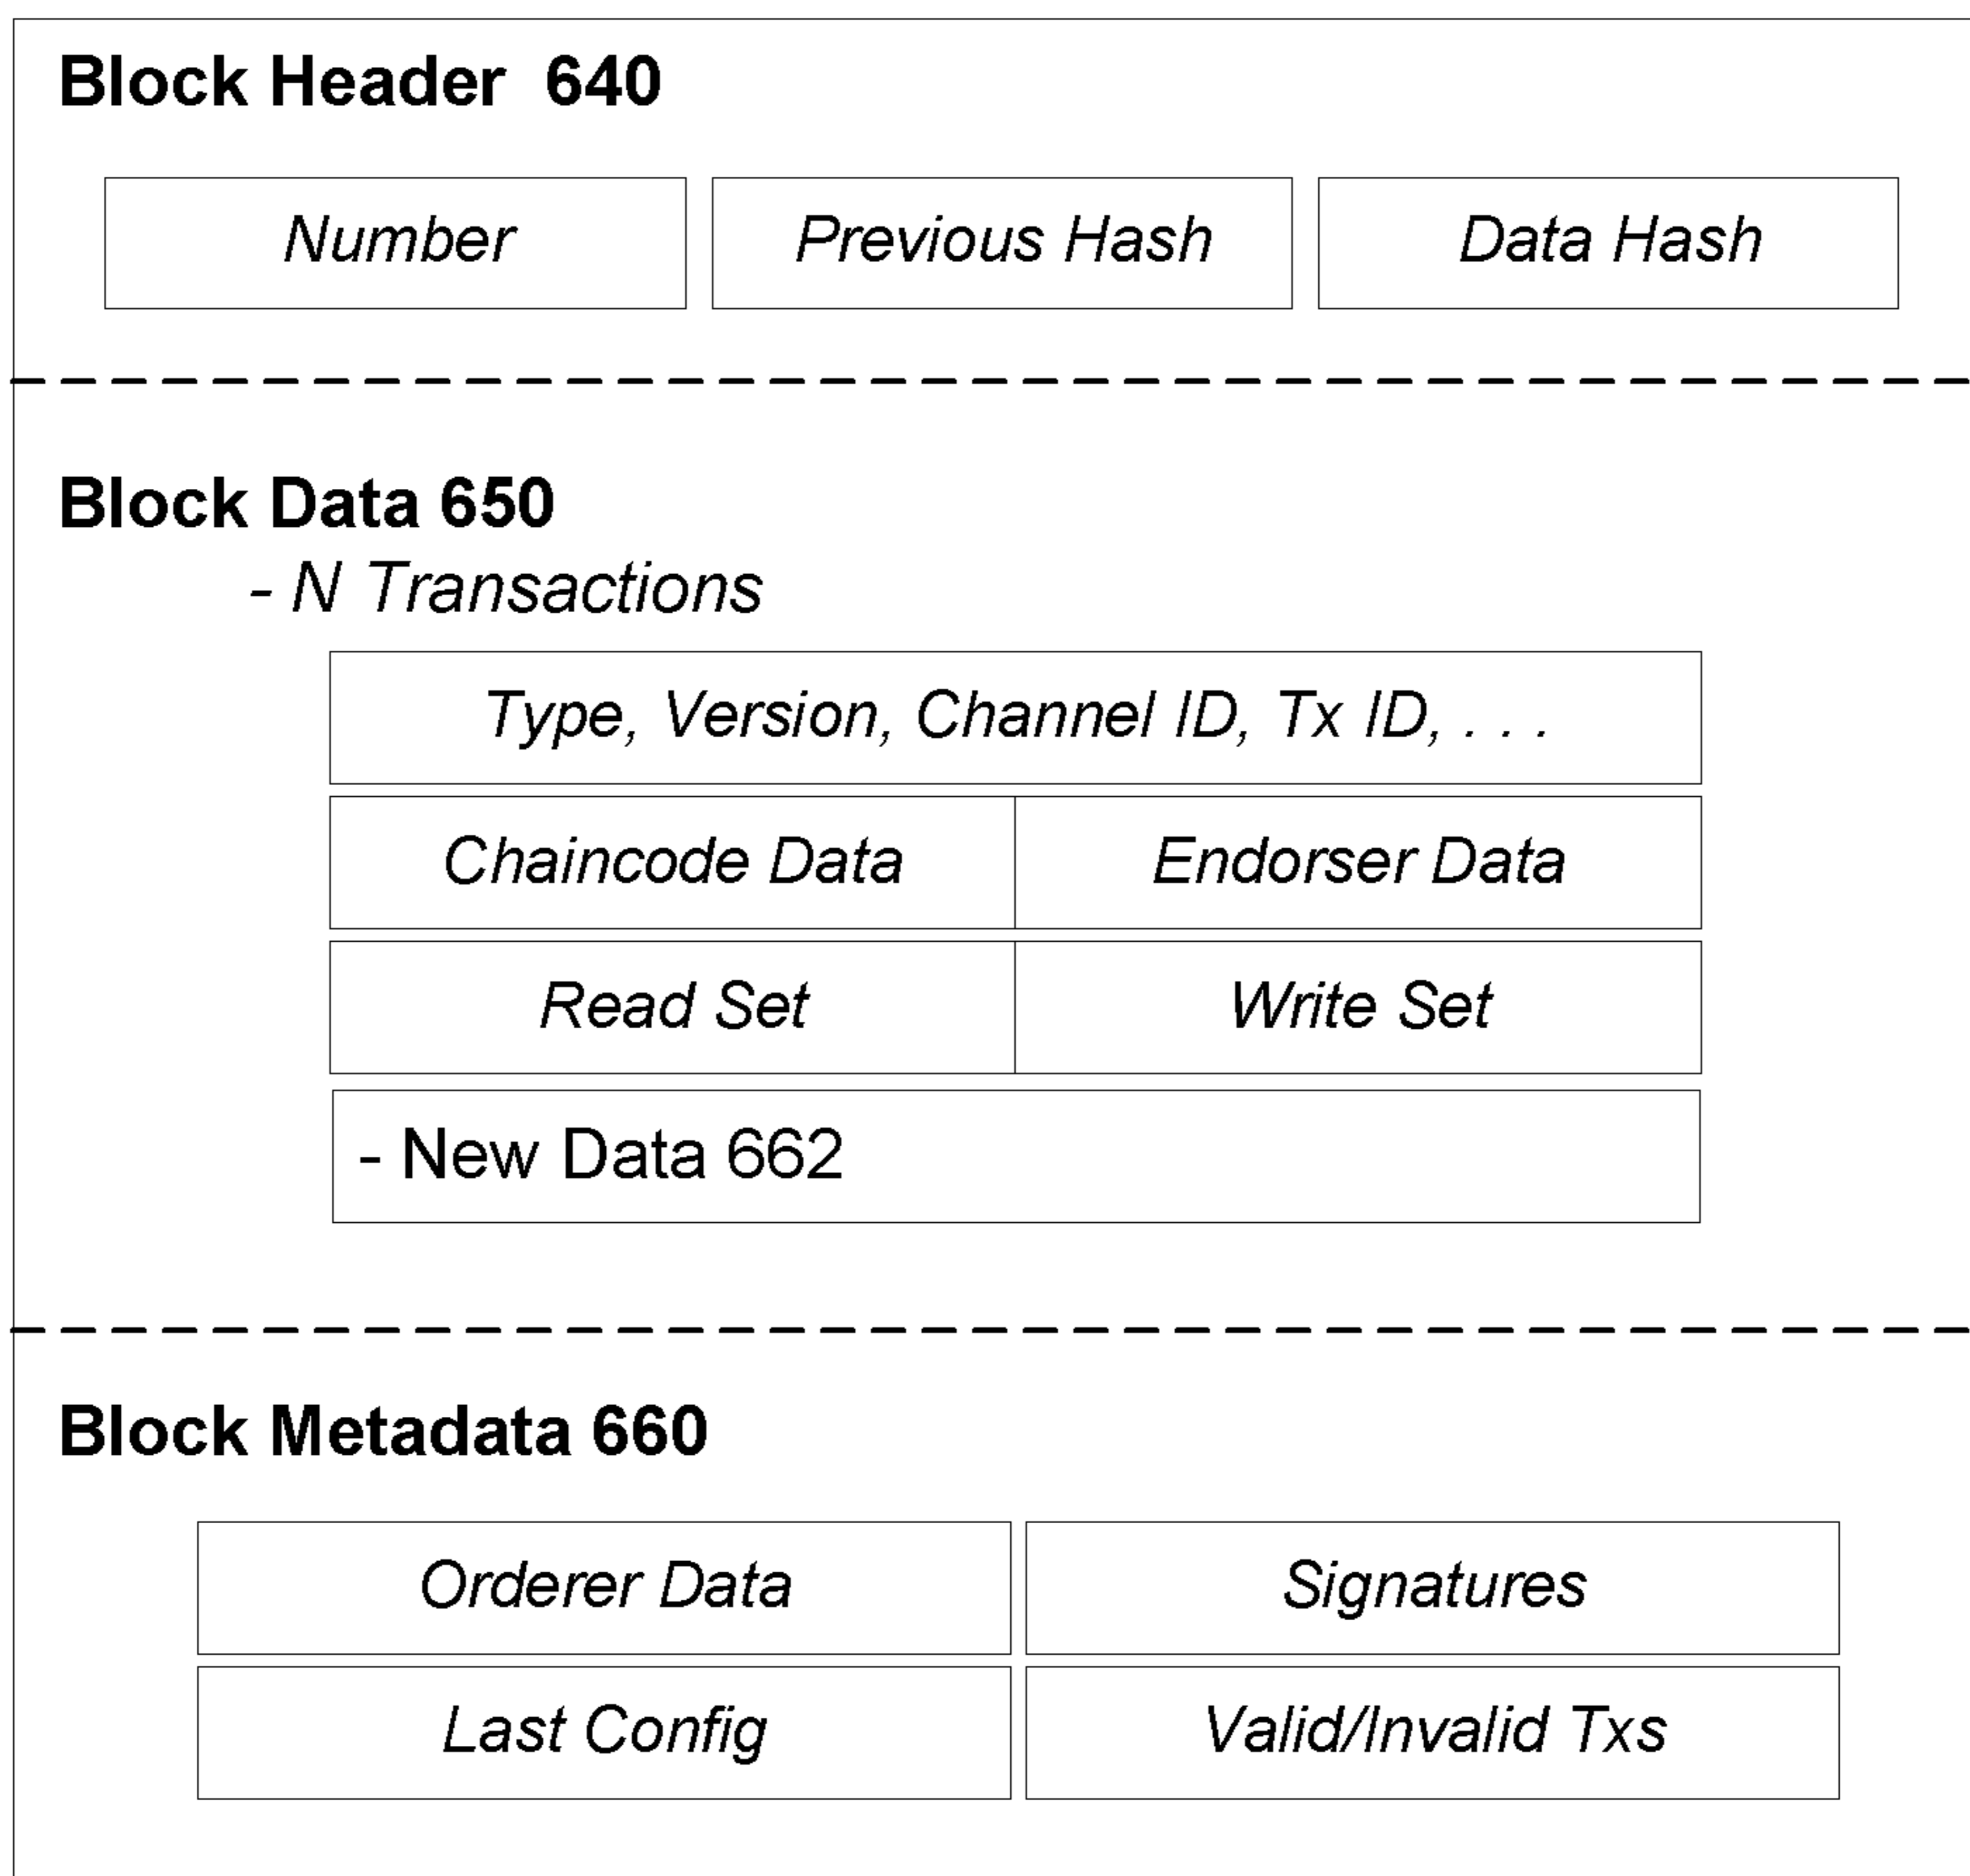 Block Header 640
Number Previous Hash Data Hash
Block Data 650
- N Transactions
Type, Version, Channel ID, Tx ID, . . .
Chaincode Data Endorser Data
Read Set Write Set
- New Data 662
Block Metadata 660
Orderer Data Signatures
Last Config Valid/Invalid Txs